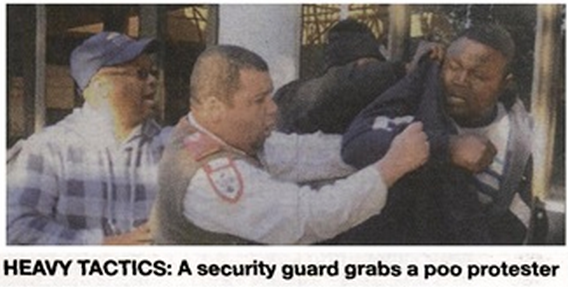 HEAVY TACTICS: A security guard grabs a poo protester